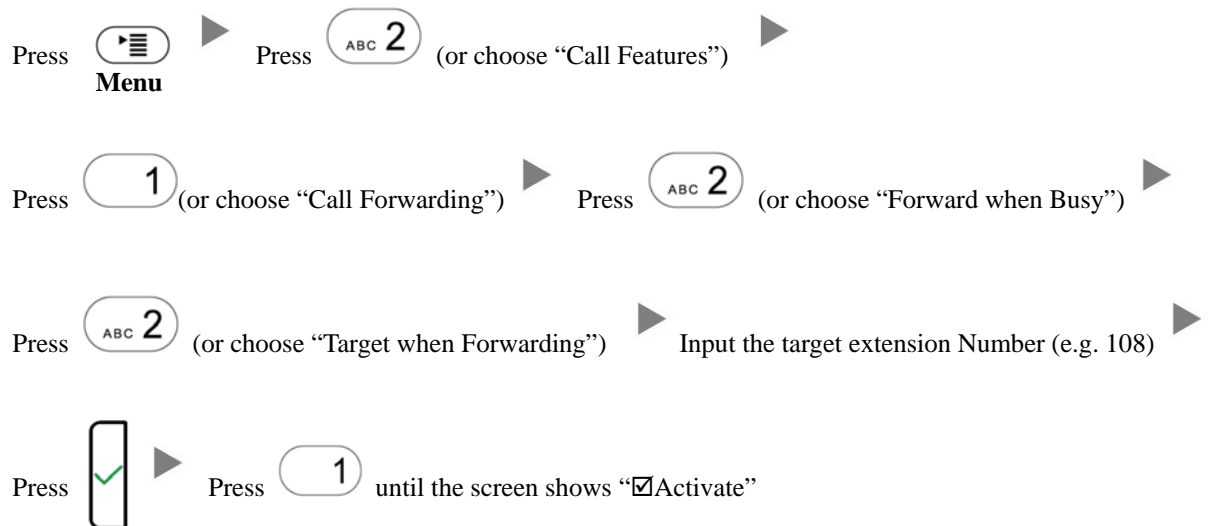 Press Press ABC 2 (or choose “Call Features”)
Menu
Press 1 (or choose “Call Forwarding”) Press ABC 2 (or choose “Forward when Busy”)
Press ABC 2 (or choose “Target when Forwarding”) Input the target extension Number (e.g. 108)
Press Press 1 until the screen shows “☑Activate”